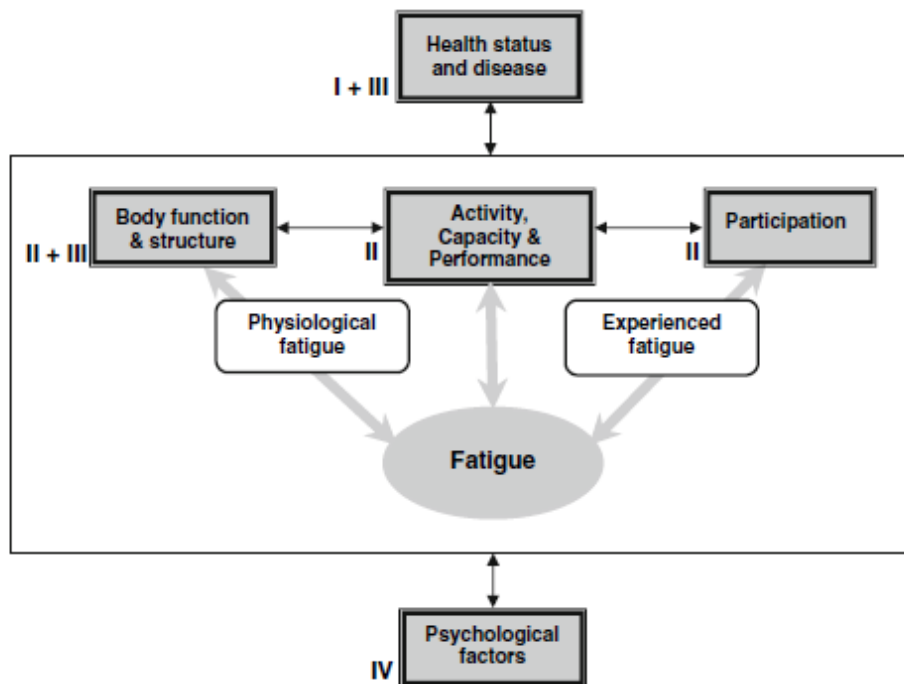 Health status
and disease
I + III
Body function
& structure
II + III
Activity,
Capacity &
Performance
II
Participation
II
Physiological
fatigue
Experienced
fatigue
Fatigue
Psychological
factors
IV